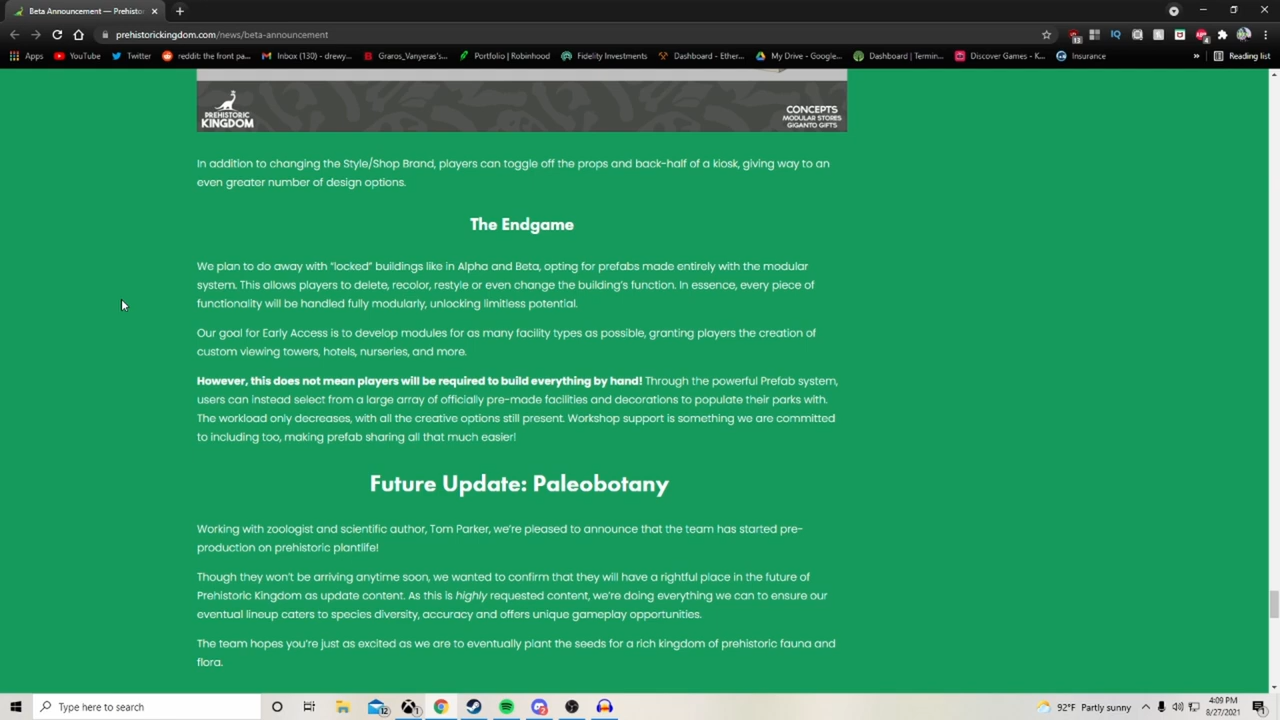 Beta Announcement — Prehistor
prehistorickingdom.com/news/beta-announcement
Apps YouTube Twitter reddit: the front pa... Inbox (130) - drewy... Graros_Vanyeras's... Portfolio | Robinhood Fidelity Investments Dashboard - Ether... My Drive - Google... Dashboard | Termin... Discover Games - K... Insurance » Reading list
PREHISTORIC
KINGDOM
CONCEPTS
MODULAR STORES
GIGANTO GIFTS
In addition to changing the Style/Shop Brand, players can toggle off the props and back-half of a kiosk, giving way to an
even greater number of design options.
The Endgame
We plan to do away with "locked" buildings like in Alpha and Beta, opting for prefabs made entirely with the modular
system. This allows players to delete, recolor, restyle or even change the building's function. In essence, every piece of
functionality will be handled fully modularly, unlocking limitless potential.
Our goal for Early Access is to develop modules for as many facility types as possible, granting players the creation of
custom viewing towers, hotels, nurseries, and more.
However, this does not mean players will be required to build everything by hand! Through the powerful Prefab system,
users can instead select from a large array of officially pre-made facilities and decorations to populate their parks with.
The workload only decreases, with all the creative options still present. Workshop support is something we are committed
to including too, making prefab sharing all that much easier!
Future Update: Paleobotany
Working with zoologist and scientific author, Tom Parker, we're pleased to announce that the team has started pre-
production on prehistoric plantlife!
Though they won't be arriving anytime soon, we wanted to confirm that they will have a rightful place in the future of
Prehistoric Kingdom as update content. As this is highly requested content, we're doing everything we can to ensure our
eventual lineup caters to species diversity, accuracy and offers unique gameplay opportunities.
The team hopes you're just as excited as we are to eventually plant the seeds for a rich kingdom of prehistoric fauna and
flora.
Type here to search
92°F Partly sunny
4:09 PM
8/27/2021